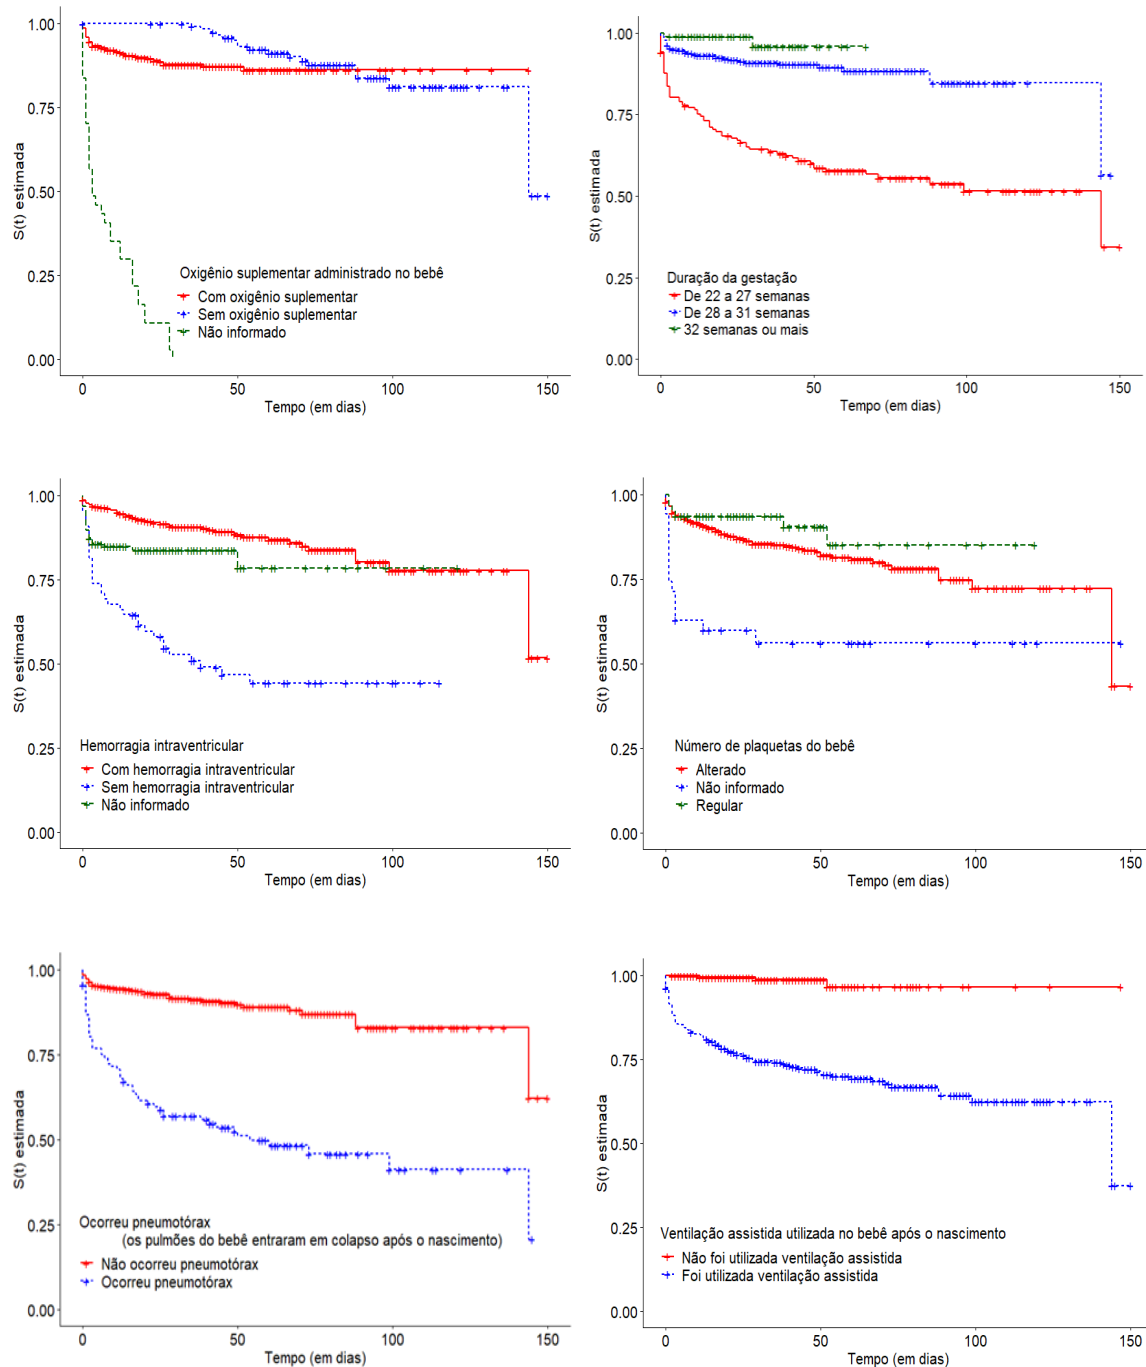 1.00
0.75
0.50
0.25
0.00
S(t) estimada
Oxigênio suplementar administrado no bebê
Com oxigênio suplementar
Sem oxigênio suplementar
Não informado
0 50 100 150
Tempo (em dias)
1.00
0.75
0.50
0.25
0.00
S(t) estimada
Duração da gestação
De 22 a 27 semanas
De 28 a 31 semanas
32 semanas ou mais
0 50 100 150
Tempo (em dias)
1.00
0.75
0.50
0.25
0.00
S(t) estimada
Hemorragia intraventricular
Com hemorragia intraventricular
Sem hemorragia intraventricular
Não informado
0 50 100 150
Tempo (em dias)
1.00
0.75
0.50
0.25
0.00
S(t) estimada
Número de plaquetas do bebê
Alterado
Não informado
Regular
0 50 100 150
Tempo (em dias)
1.00
0.75
0.50
0.25
0.00
S(t) estimada
Ocorreu pneumotórax
(os pulmões do bebê entraram em colapso após o nascimento)
Não ocorreu pneumotórax
Ocorreu pneumotórax
0 50 100 150
Tempo (em dias)
1.00
0.75
0.50
0.25
0.00
S(t) estimada
Ventilação assistida utilizada no bebê após o nascimento
Não foi utilizada ventilação assistida
Foi utilizada ventilação assistida
0 50 100 150
Tempo (em dias)